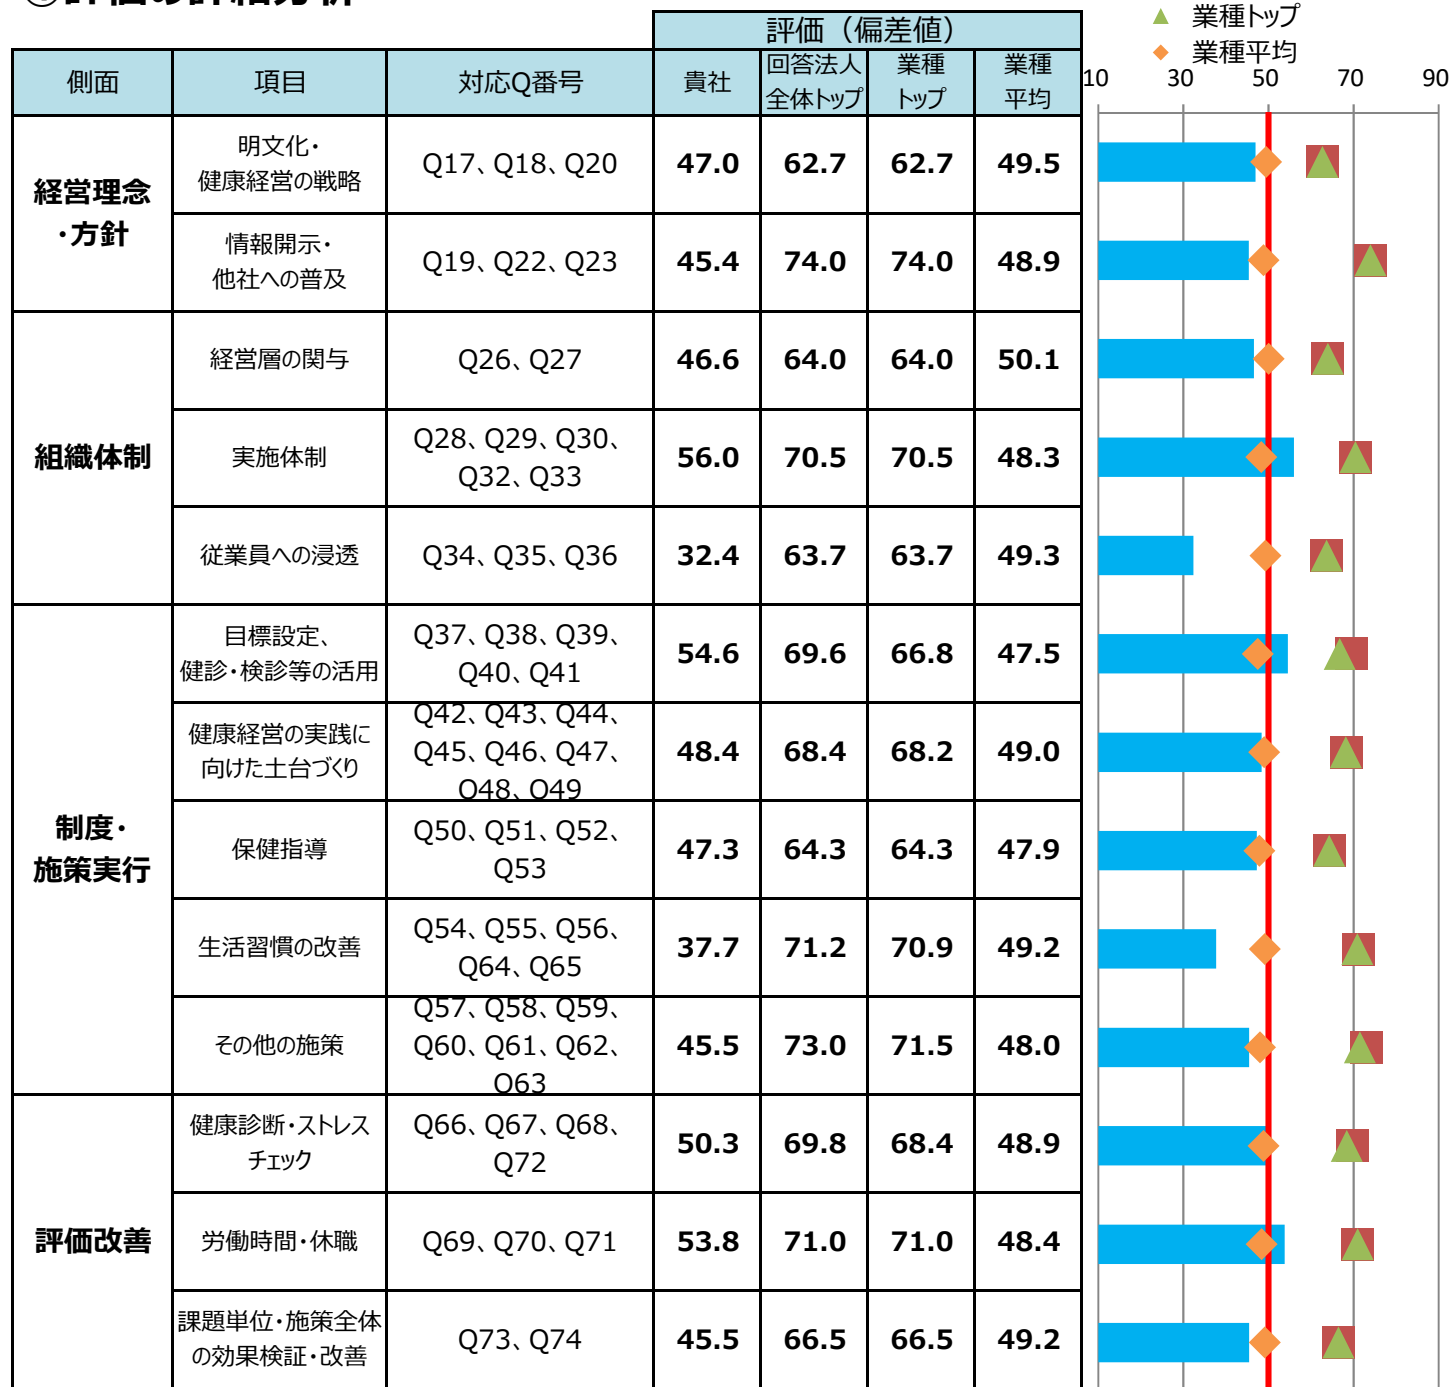 評価（偏差値）
▲ 業種トップ
◆ 業種平均
側面 項目 対応Q番号 貴社 回答法人 業種 業種
全体トップ トップ 平均
10 30 50 70 90
経営理念
・方針
明文化・
健康経営の戦略
Q17、Q18、Q20 47.0 62.7 62.7 49.5
情報開示・
他社への普及
Q19、Q22、Q23 45.4 74.0 74.0 48.9
組織体制
経営層の関与 Q26、Q27 46.6 64.0 64.0 50.1
実施体制
Q28、Q29、Q30、
Q32、Q33
56.0 70.5 70.5 48.3
従業員への浸透 Q34、Q35、Q36 32.4 63.7 63.7 49.3
制度・
施策実行
目標設定、
健診・検診等の活用
Q37、Q38、Q39、
Q40、Q41
54.6 69.6 66.8 47.5
健康経営の実践に
向けた土台づくり
Q42、Q43、Q44、
Q45、Q46、Q47、
Q48、Q49
48.4 68.4 68.2 49.0
保健指導
Q50、Q51、Q52、
Q53
47.3 64.3 64.3 47.9
生活習慣の改善
Q54、Q55、Q56、
Q64、Q65
37.7 71.2 70.9 49.2
その他の施策
Q57、Q58、Q59、
Q60、Q61、Q62、
Q63
45.5 73.0 71.5 48.0
評価改善
健康診断・ストレス
チェック
Q66、Q67、Q68、
Q72
50.3 69.8 68.4 48.9
労働時間・休職 Q69、Q70、Q71 53.8 71.0 71.0 48.4
課題単位・施策全体
の効果検証・改善
Q73、Q74 45.5 66.5 66.5 49.2